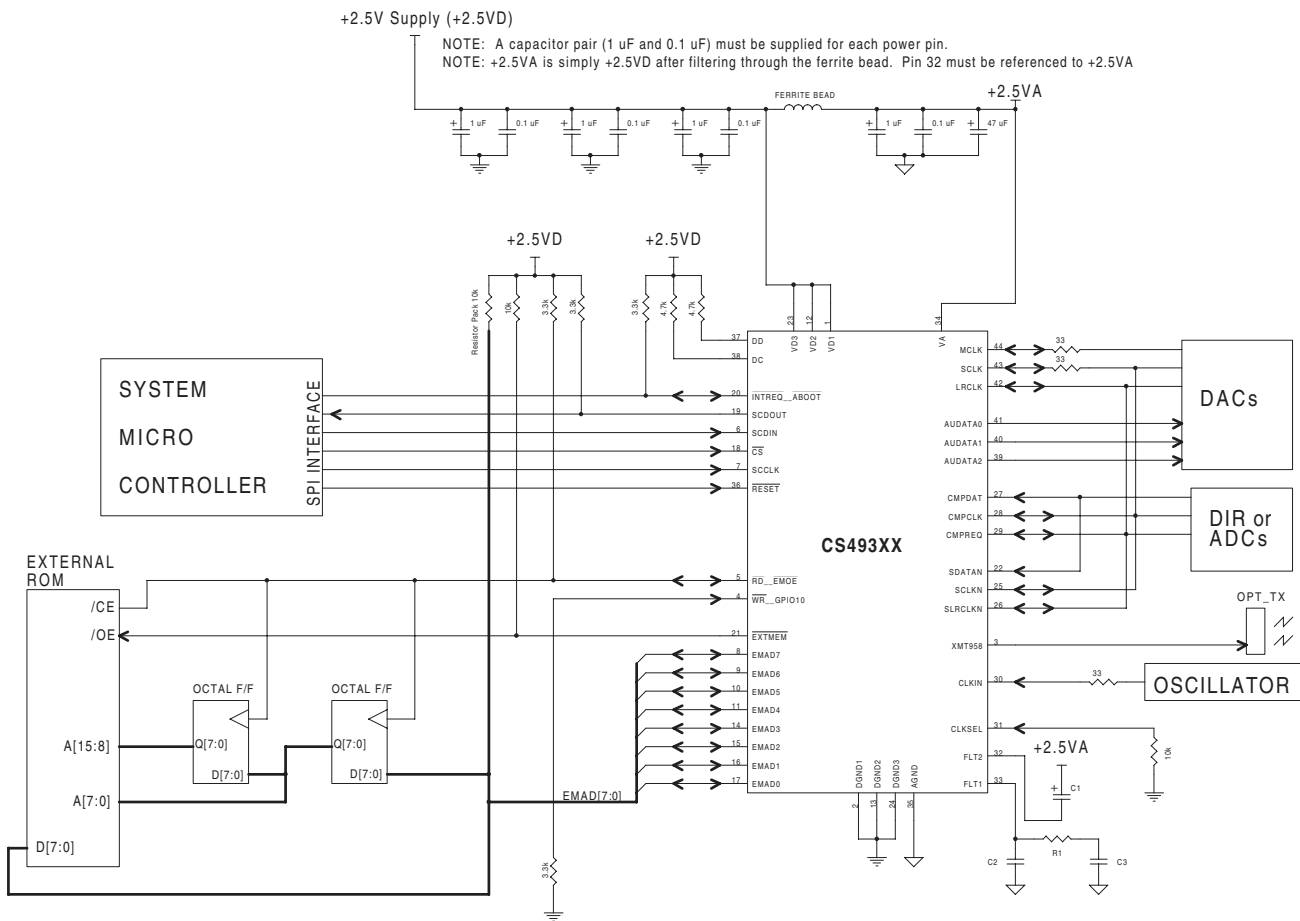 +2.5V Supply (+2.5VD)
NOTE: A capacitor pair (1 uF and 0.1 uF) must be supplied for each power pin.
NOTE: +2.5VA is simply +2.5VD after filtering through the ferrite bead. Pin 32 must be referenced to +2.5VA
FERRITE BEAD
+2.5VA
+ 1 uF
0.1 uF
+ 1 uF
0.1 uF
+ 1 uF
0.1 uF
+ 1 uF
0.1 uF
+ 47 uF
+2.5VD
+2.5VD
Resistor Pack 10k
10k
3.3k
3.3k
3.3k
4.7k
4.7k
23
12
1
34
VD3
VD2
VD1
VA
SYSTEM
MICRO
CONTROLLER
SPI INTERFACE
37 DD
38 DC
20 INTREQ__ABOOT
19 SCDOUT
6 SCDIN
18 CS
7 SCCLK
36 RESET
5 RD__EMOE
4 WR__GPIO10
21 EXTMEM
8 EMAD7
9 EMAD6
10 EMAD5
11 EMAD4
14 EMAD3
15 EMAD2
16 EMAD1
17 EMAD0
CS493XX
MCLK 44
33
SCLK 43
33
LRCLK 42
AUDATA0 41
AUDATA1 40
AUDATA2 39
DACs
CMPDAT 27
CMPCLK 28
CMPREQ 29
DIR or
ADCs
SDATAN 22
SCLKN 25
SLRCLKN 26
OPT_TX
XMT958 3
CLKIN 30
33
OSCILLATOR
CLKSEL 31
10k
+2.5VA
FLT2 32
FLT1 33
+ C1
C2
R1
C3
DGND1
DGND2
DGND3
AGND
2
13
24
35
EXTERNAL
ROM
/CE
/OE
A[15:8]
A[7:0]
D[7:0]
OCTAL F/F
Q[7:0]
D[7:0]
OCTAL F/F
Q[7:0]
D[7:0]
EMAD[7:0]
3.3k